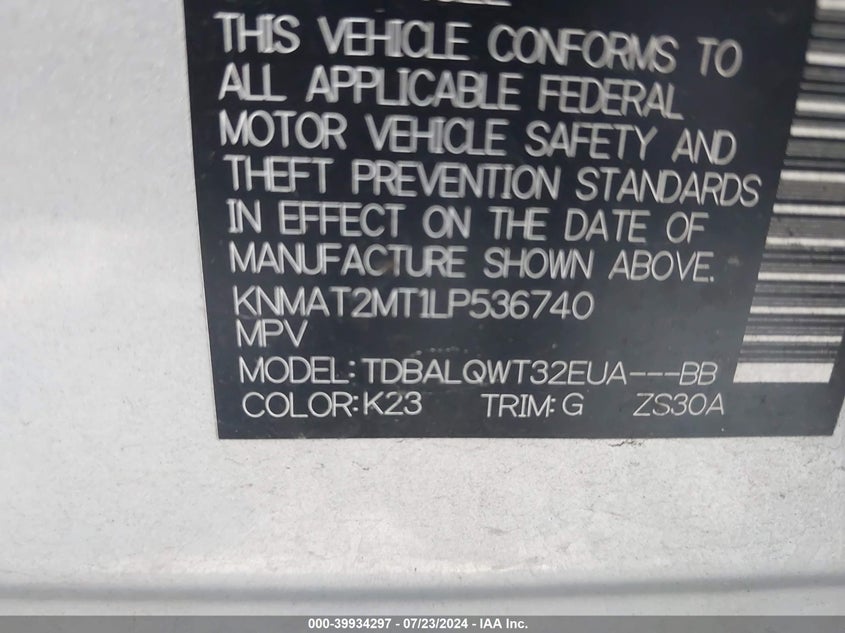 THIS VEHICLE CONFORMS TO
ALL APPLICABLE FEDERAL
MOTOR VEHICLE SAFETY AND
THEFT PREVENTION STANDARDS
IN EFFECT ON THE DATE OF
MANUFACTURE SHOWN ABOVE.
KNMAT2MT1LP536740
MPV
MODEL:TDBALQWT32EUA---BB
COLOR:K23 TRIM:G ZS30A
000-39934297 - 07/23/2024 - IAA Inc.